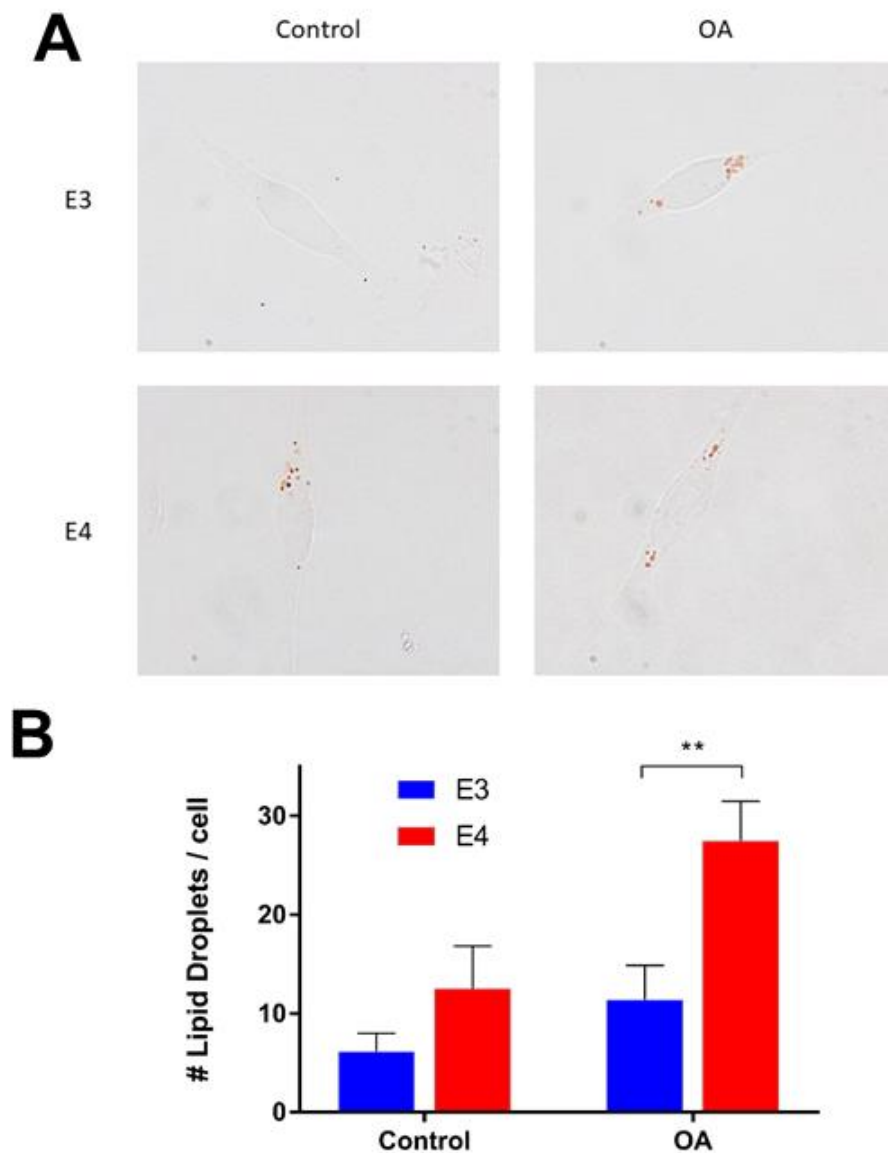 A
Control OA
E3
E4
B
# Lipid Droplets / cell
30
20
10
0
E3
E4
**
Control OA